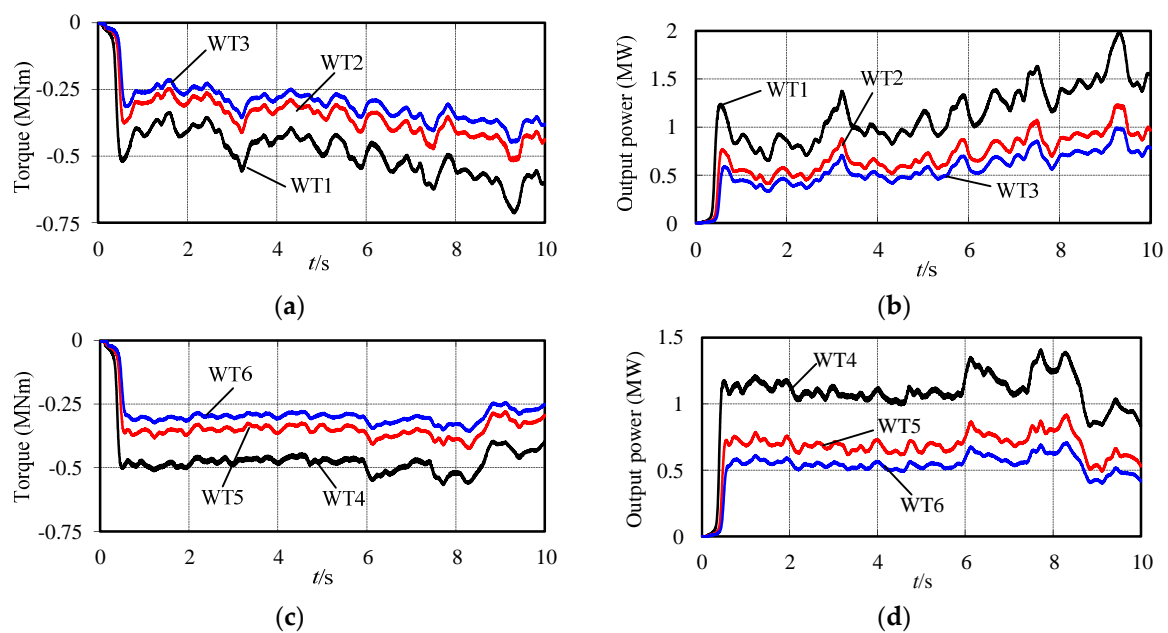 0
-0.25
-0.5
-0.75
Torque (MNm)
WT3
WT2
WT1
0 2 4 6 8 10
t/s
(a)
2
1.5
1
0.5
0
Output power (MW)
WT1
WT2
WT3
0 2 4 6 8 10
t/s
(b)
0
-0.25
-0.5
-0.75
Torque (MNm)
WT6
WT5
WT4
0 2 4 6 8 10
t/s
(c)
1.5
1
0.5
0
Output power (MW)
WT4
WT5
WT6
0 2 4 6 8 10
t/s
(d)